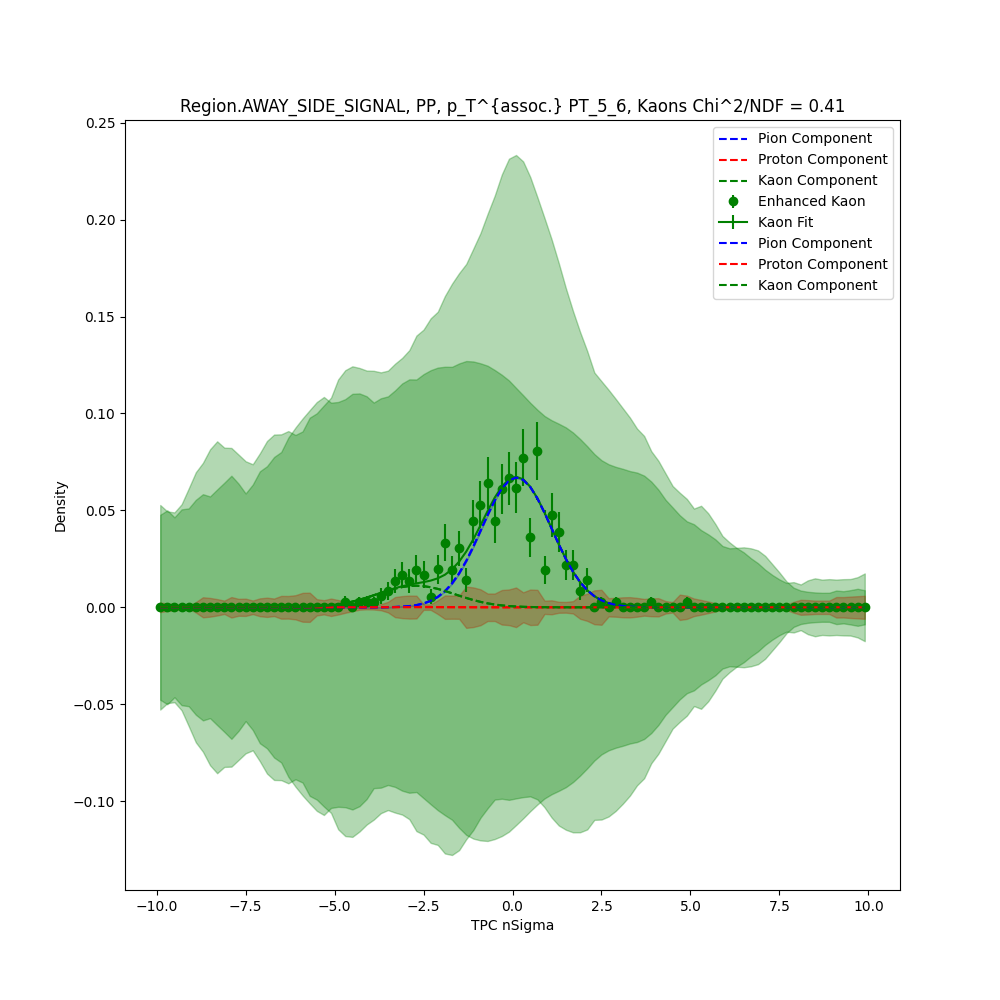 Region.AWAY_SIDE_SIGNAL, PP, p_T^{assoc.} PT_5_6, Kaons Chi^2/NDF = 0.41
Pion Component
Proton Component
Kaon Component
Enhanced Kaon
Kaon Fit
Pion Component
Proton Component
Kaon Component
0.25
0.20
0.15
0.10
0.05
0.00
−0.05
−0.10
Density
−10.0 −7.5 −5.0 −2.5 0.0 2.5 5.0 7.5 10.0
TPC nSigma